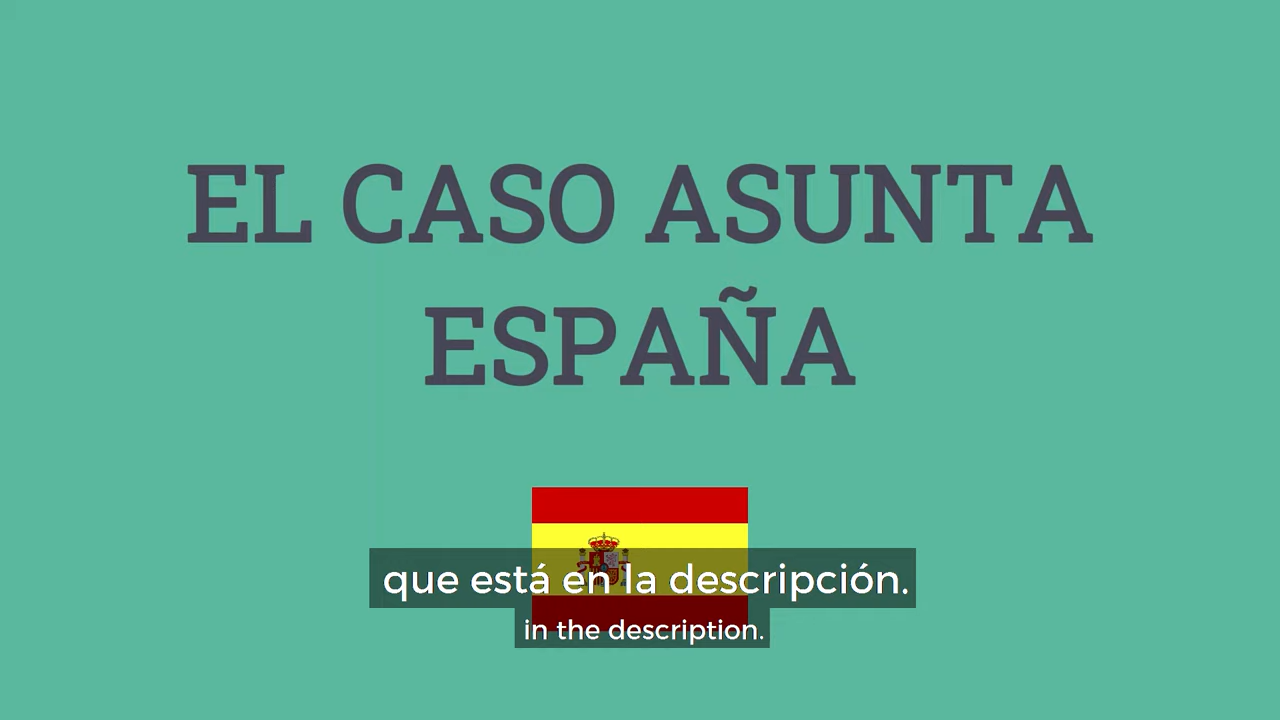 EL CASO ASUNTA
ESPAÑA
que está en la descripción.
in the description.